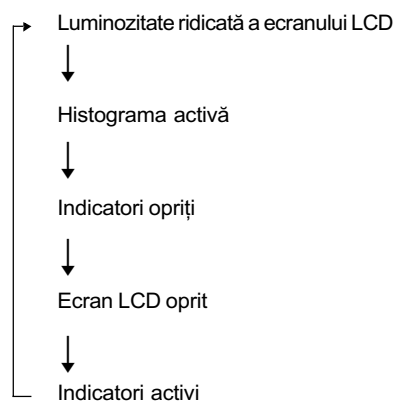 Luminozitate ridicată a ecranului LCD
Histograma activă
Indicatori opriți
Ecran LCD oprit
Indicatori activi